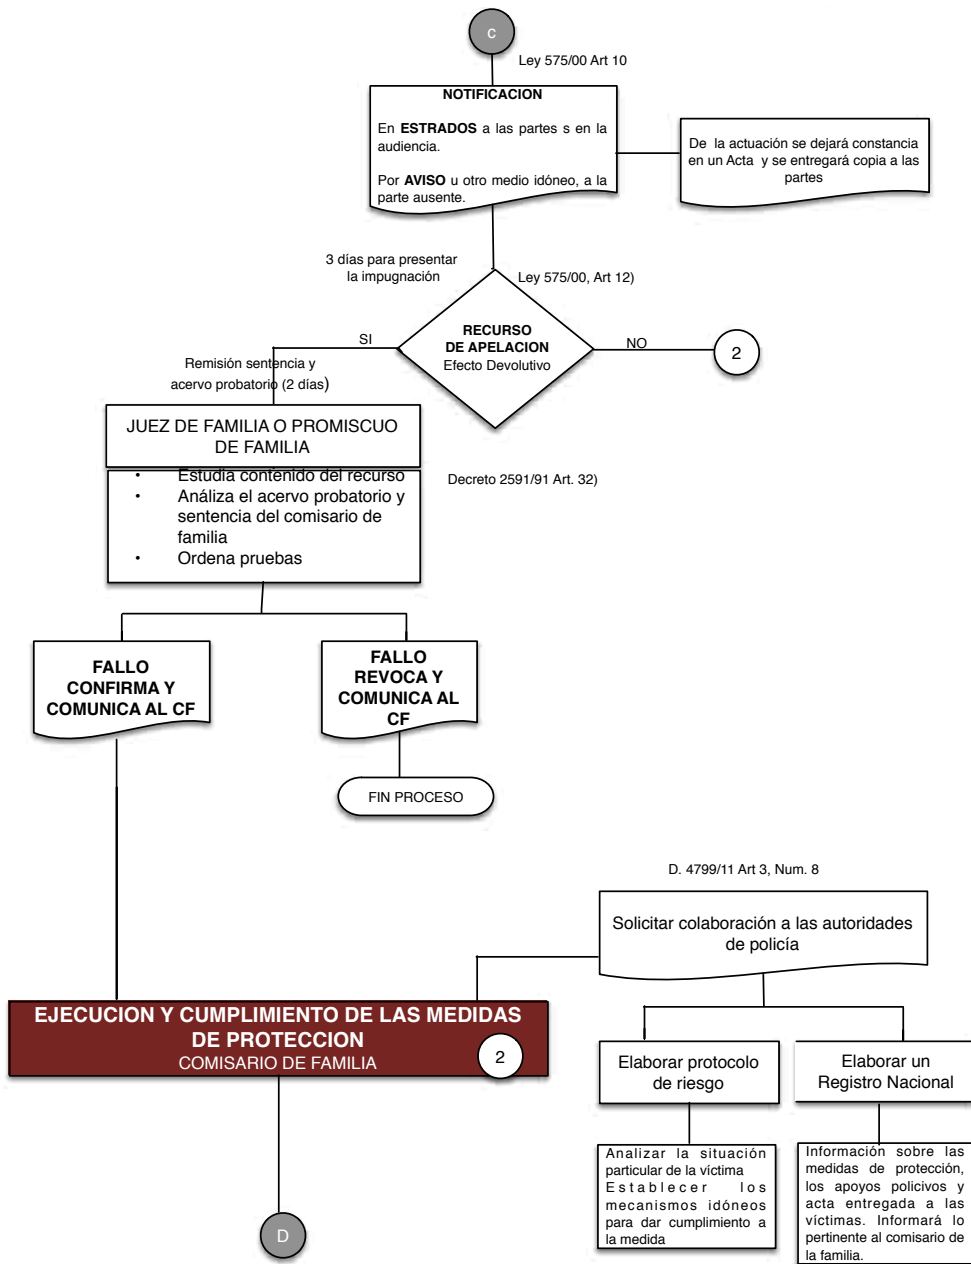 c
Ley 575/00 Art 10
NOTIFICACION
En ESTRADOS a las partes s en la
audiencia.
Por AVISO u otro medio idóneo, a la
parte ausente.
De la actuación se dejará constancia
en un Acta y se entregará copia a las
partes
3 días para presentar
la impugnación
Ley 575/00, Art 12)
RECURSO
DE APELACION
Efecto Devolutivo
SI
NO
2
Remisión sentencia y
acervo probatorio (2 días)
JUEZ DE FAMILIA O PROMISCUO
DE FAMILIA
• Estudia contenido del recurso
• Análiza el acervo probatorio y
sentencia del comisario de
familia
• Ordena pruebas
Decreto 2591/91 Art. 32)
FALLO
CONFIRMA Y
COMUNICA AL CF
FALLO
REVOCA Y
COMUNICA AL
CF
FIN PROCESO
D. 4799/11 Art 3, Num. 8
Solicitar colaboración a las autoridades
de policía
EJECUCION Y CUMPLIMIENTO DE LAS MEDIDAS
DE PROTECCION
COMISARIO DE FAMILIA
2
Elaborar protocolo
de riesgo
Elaborar un
Registro Nacional
Analizar la situación
particular de la víctima
Establecer los
mecanismos idóneos
para dar cumplimiento a
la medida
Información sobre las
medidas de protección,
los apoyos policivos y
acta entregada a las
víctimas. Informará lo
pertinente al comisario de
la familia.
D